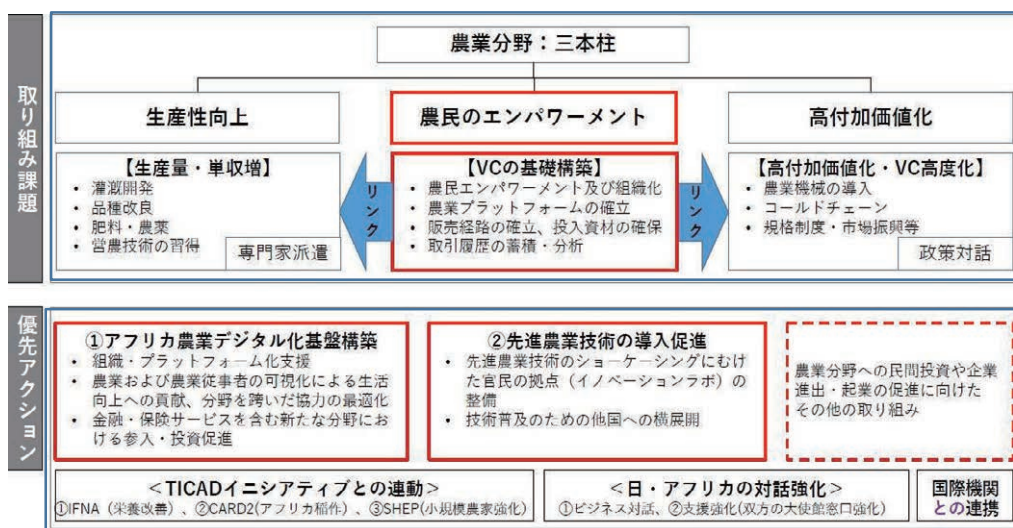 取り組み課題
農業分野：三本柱
生産性向上
農民のエンパワーメント
高付加価値化
【生産量・単収増】
• 灌漑開発
• 品種改良
• 肥料・農薬
• 営農技術の習得
専門家派遣
リンク
【VCの基礎構築】
• 農民エンパワーメント及び組織化
• 農業プラットフォームの確立
• 販売経路の確立、投入資材の確保
• 取引履歴の蓄積・分析
リンク
【高付加価値化・VC高度化】
• 農業機械の導入
• コールドチェーン
• 規格制度・市場振興等
政策対話
優先アクション
①アフリカ農業デジタル化基盤構築
• 組織・プラットフォーム化支援
• 農業および農業従事者の可視化による生活
向上への貢献、分野を跨いだ協力の最適化
• 金融・保険サービスを含む新たな分野にお
ける参入・投資促進
②先進農業技術の導入促進
• 先進農業技術のショーケーシングにむけ
た官民の拠点（イノベーションラボ）の
整備
• 技術普及のための他国への横展開
農業分野への民間投資や企業
進出・起業の促進に向けた
その他の取り組み
＜TICADイニシアティブとの連動＞
①IFNA（栄養改善）、②CARD2(アフリカ稲作)、③SHEP(小規模農家強化)
＜日・アフリカの対話強化＞
①ビジネス対話、②支援強化(双方の大使館窓口強化)
国際機関
との連携